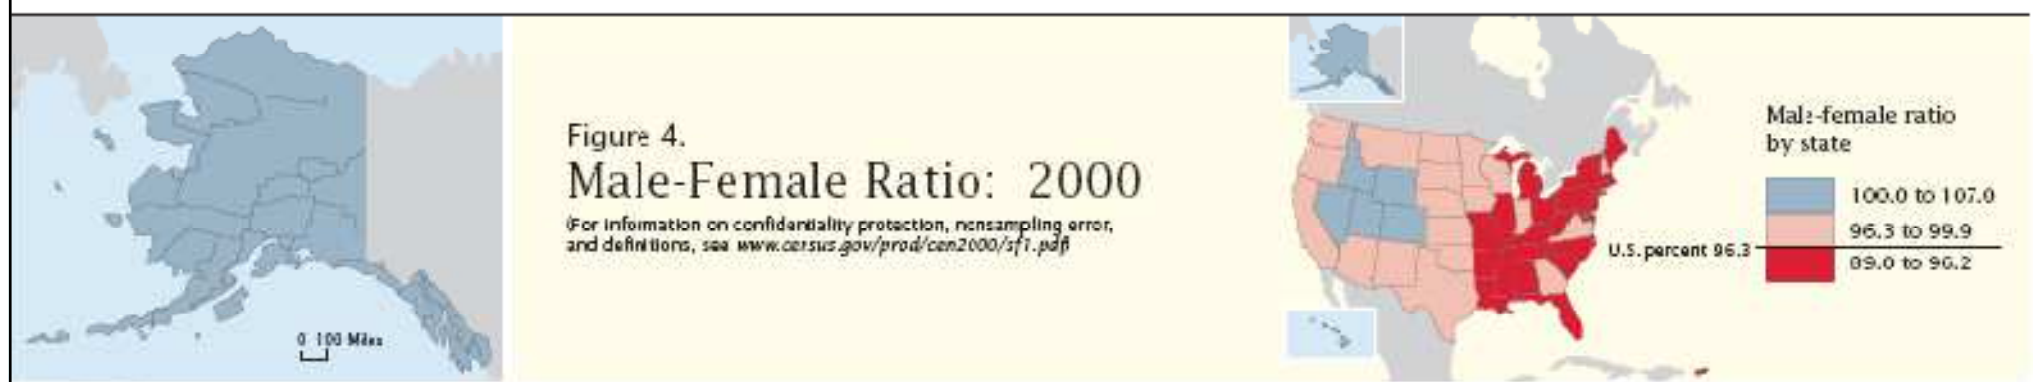 0 100 Miles
Figure 4.
Male-Female Ratio: 2000
(For information on confidentiality protection, nonsampling error,
and definitions, see www.census.gov/prod/cen2000/sf1.pdf)
Male-female ratio
by state
100.0 to 107.0
96.3 to 99.9
U.S. percent 96.3
89.0 to 96.2